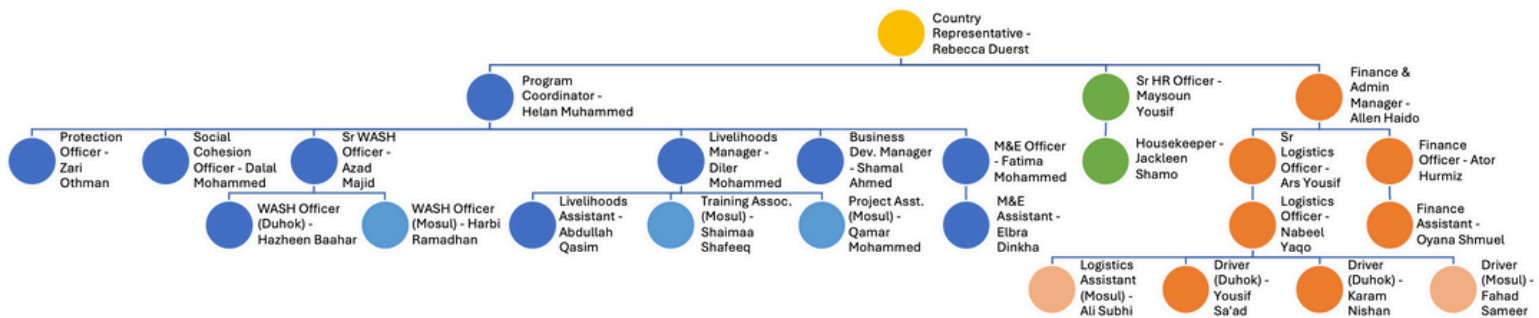 Country
Representative -
Rebecca Duerst
Program
Coordinator -
Helan Muhammed
Sr HR Officer -
Maysoun
Yousif
Finance &
Admin
Manager -
Allen Haido
Protection
Officer -
Zari
Othman
Social
Cohesion
Officer - Dalal
Mohammed
Sr WASH
Officer -
Azad
Majid
Livelihoods
Manager -
Diler
Mohammed
Business
Dev. Manager
- Shamal
Ahmed
M&E Officer
- Fatima
Mohammed
Housekeeper -
Jackleen
Shamo
Sr
Logistics
Officer -
Ars Yousif
Finance
Officer - Ator
Hurmiz
WASH Officer
(Duhok) -
Hazheen Baahar
WASH Officer
(Mosul) - Harbi
Ramadhan
Livelihoods
Assistant -
Abdullah
Qasim
Training Assoc.
(Mosul) -
Shaimaa
Shafeeq
Project Asst.
(Mosul) -
Qamar
Mohammed
M&E
Assistant -
Elbra
Dinkha
Logistics
Officer -
Nabeel
Yaqo
Finance
Assistant -
Oyana Shmuel
Logistics
Assistant
(Mosul) -
Ali Subhi
Driver
(Duhok) -
Yousif
Sa'ad
Driver
(Duhok) -
Karam
Nishan
Driver
(Mosul) -
Fahad
Sameer